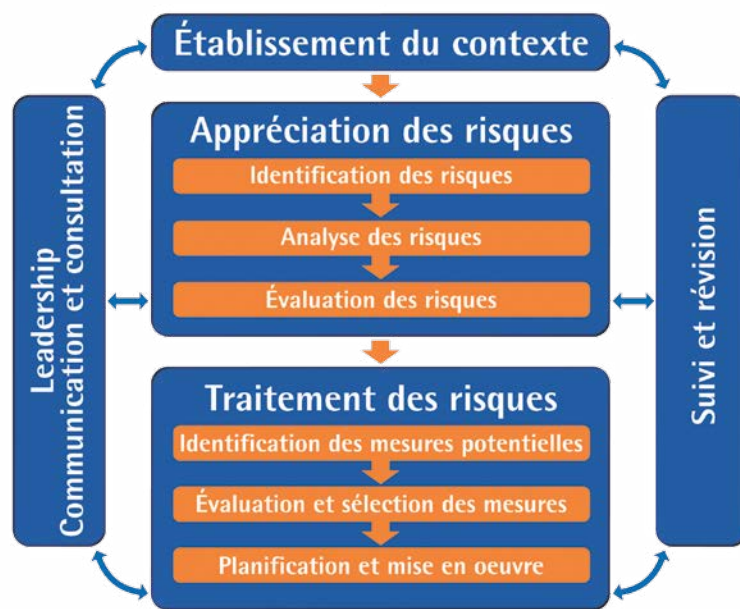 Établissement du contexte
Leadership
Communication et consultation
Appréciation des risques
Identification des risques
Analyse des risques
Évaluation des risques
Traitement des risques
Identification des mesures potentielles
Évaluation et sélection des mesures
Planification et mise en oeuvre
Suivi et révision